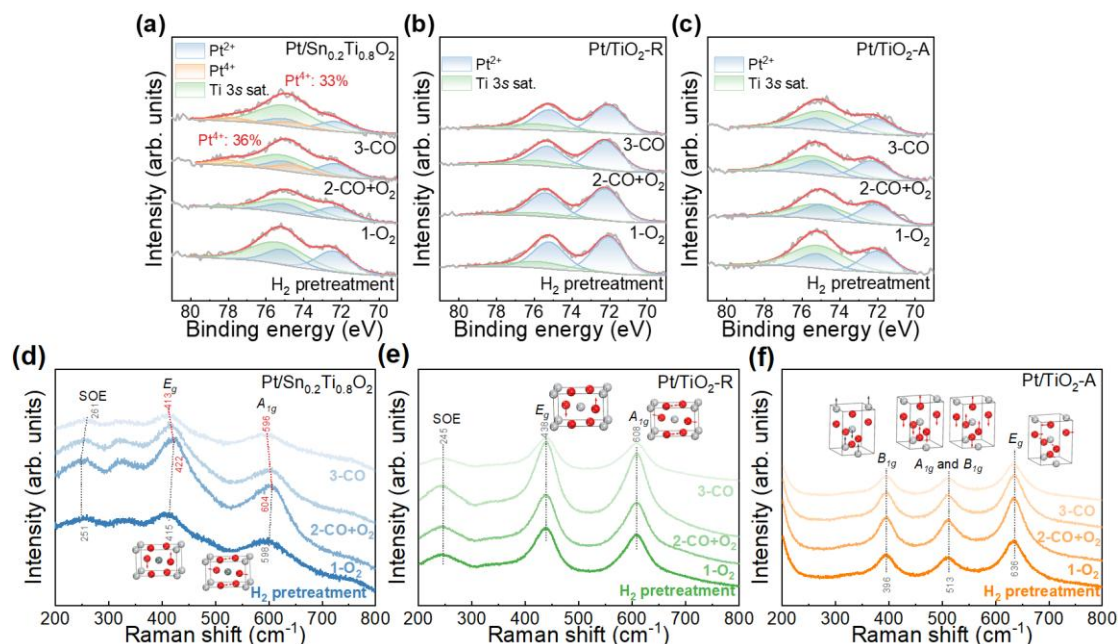 (a)
Pt/Sn0.2Ti0.8O2
Pt2+
Pt4+
Ti 3s sat.
Pt4+: 33%
3-CO
Pt4+: 36%
2-CO+O2
1-O2
H2 pretreatment
Intensity (arb. units)
80 78 76 74 72 70
Binding energy (eV)
(b)
Pt/TiO2-R
Pt2+
Ti 3s sat.
3-CO
2-CO+O2
1-O2
H2 pretreatment
Intensity (arb. units)
80 78 76 74 72 70
Binding energy (eV)
(c)
Pt/TiO2-A
Pt2+
Ti 3s sat.
3-CO
2-CO+O2
1-O2
H2 pretreatment
Intensity (arb. units)
80 78 76 74 72 70
Binding energy (eV)
(d)
Pt/Sn0.2Ti0.8O2
SOE
Eg
A1g
261
413
596
3-CO
422
604
2-CO+O2
251
415
598
1-O2
H2 pretreatment
Intensity (arb. units)
200 300 400 500 600 700 800
Raman shift (cm-1)
(e)
Pt/TiO2-R
SOE
Eg
A1g
245
438
608
3-CO
2-CO+O2
1-O2
H2 pretreatment
Intensity (arb. units)
200 300 400 500 600 700 800
Raman shift (cm-1)
(f)
Pt/TiO2-A
B1g
A1g and B1g
Eg
3-CO
2-CO+O2
1-O2
396
513
636
H2 pretreatment
Intensity (arb. units)
200 300 400 500 600 700 800
Raman shift (cm-1)